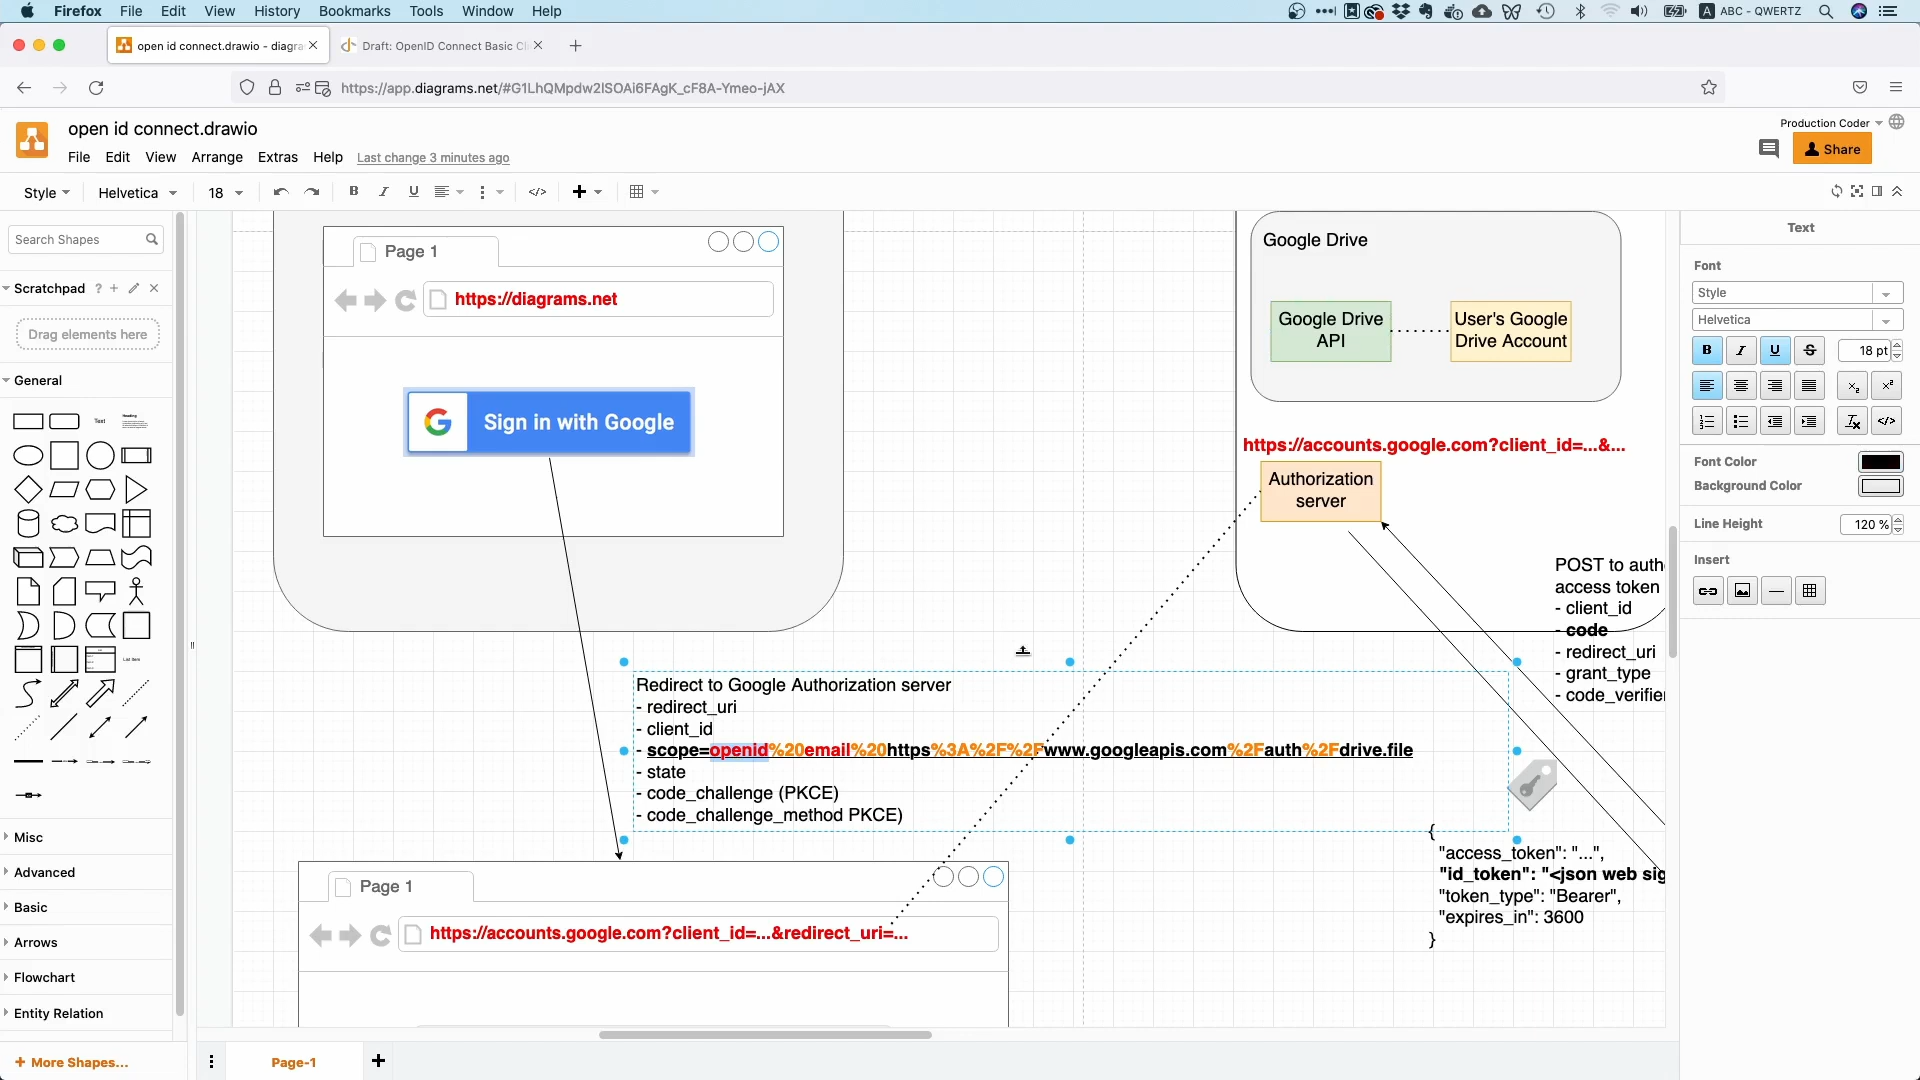 Firefox File Edit View History Bookmarks Tools Window Help
A ABC - QWERTZ
open id connect.drawio - diagra
Draft: OpenID Connect Basic Cli
https://app.diagrams.net/#G1LhQMpdw2lSOAi6FAgK_cF8A-Ymeo-jAX
open id connect.drawio
Production Coder
File Edit View Arrange Extras Help Last change 3 minutes ago
Share
Style Helvetica 18 B I U
Search Shapes
Scratchpad ? + ×
Drag elements here
General
Text
Heading
List Item
Misc
Advanced
Basic
Arrows
Flowchart
Entity Relation
+ More Shapes...
Page 1
https://diagrams.net
Sign in with Google
Google Drive
Google Drive
API
User's Google
Drive Account
https://accounts.google.com?client_id=...&...
Authorization
server
POST to auth
access token
- client_id
- code
- redirect_uri
- grant_type
- code_verifier
Redirect to Google Authorization server
- redirect_uri
- client_id
- scope=openid%20email%20https%3A%2F%2Fwww.googleapis.com%2Fauth%2Fdrive.file
- state
- code_challenge (PKCE)
- code_challenge_method PKCE)
{
"access_token": "...",
"id_token": "<json web sig
"token_type": "Bearer",
"expires_in": 3600
}
Page 1
https://accounts.google.com?client_id=...&redirect_uri=...
Page-1
Text
Font
Style
Helvetica
B I U S 18 pt
Font Color
Background Color
Line Height 120 %
Insert